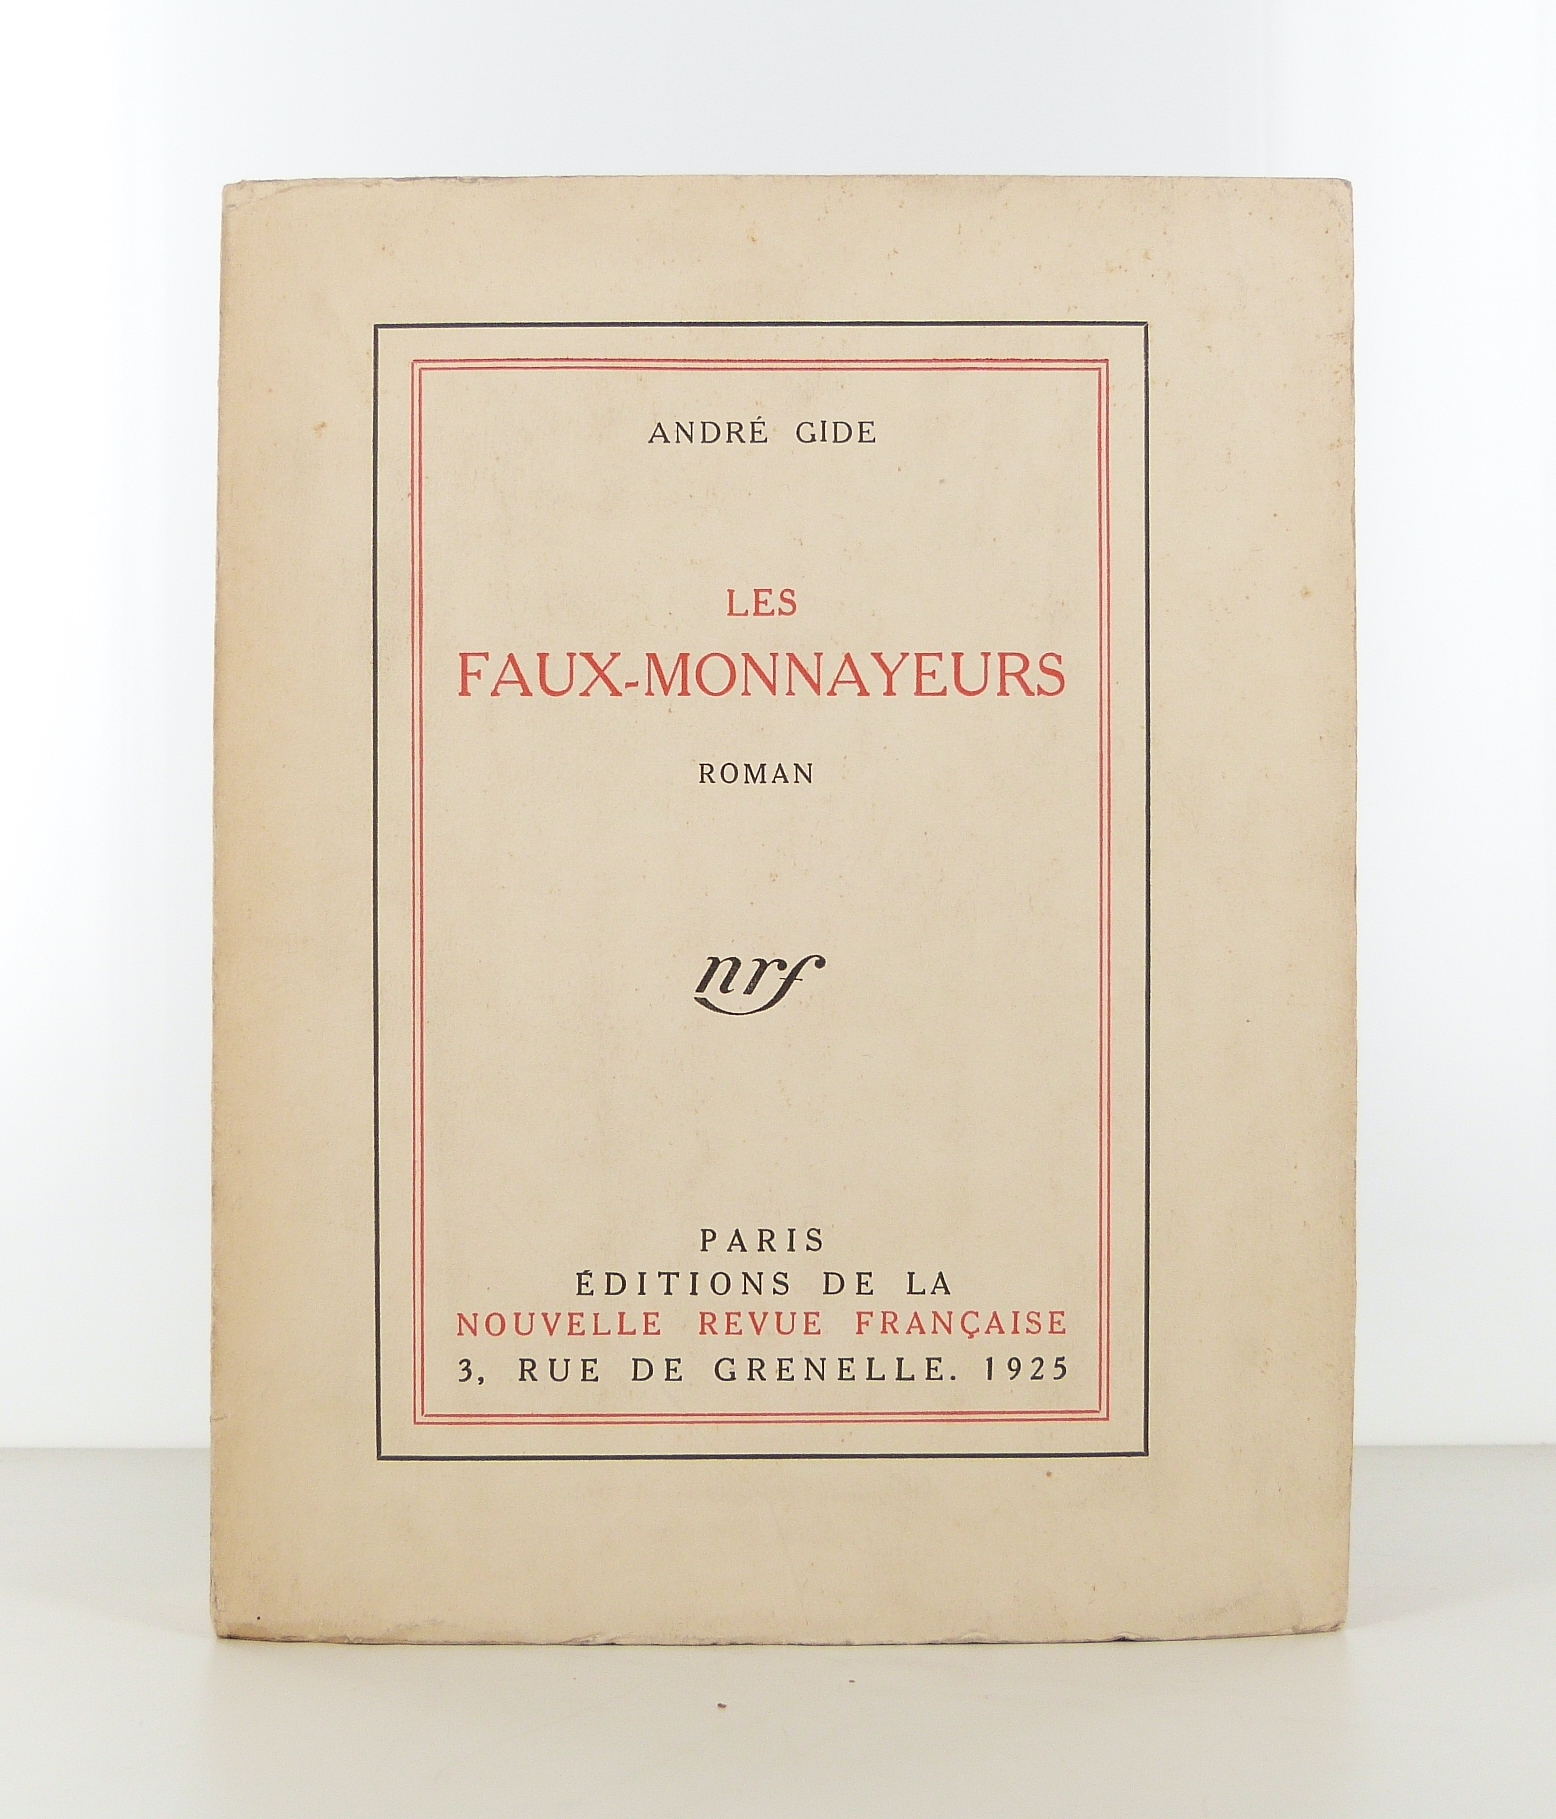 ANDRÉ GIDE
LES
FAUX-MONNAYEURS
ROMAN
nrf
PARIS
ÉDITIONS DE LA
NOUVELLE REVUE FRANÇAISE
3, RUE DE GRENELLE. 1925